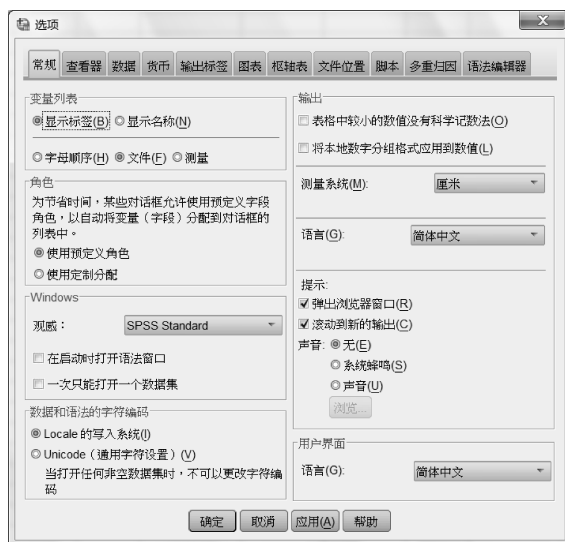 选项
常规 查看器 数据 货币 输出标签 图表 枢轴表 文件位置 脚本 多重归因 语法编辑器
变量列表
显示标签(B) 显示名称(N)
字母顺序(H) 文件(F) 测量
角色
为节省时间，某些对话框允许使用预定义字段
角色，以自动将变量（字段）分配到对话框的
列表中。
使用预定义角色
使用定制分配
Windows
观感： SPSS Standard
在启动时打开语法窗口
一次只能打开一个数据集
数据和语法的字符编码
Locale 的写入系统(I)
Unicode（通用字符设置）(V)
当打开任何非空数据集时，不可以更改字符编
码
输出
表格中较小的数值没有科学记数法(O)
将本地数字分组格式应用到数值(L)
测量系统(M): 厘米
语言(G): 简体中文
提示:
弹出浏览器窗口(R)
滚动到新的输出(C)
声音: 无(E)
系统蜂鸣(S)
声音(U)
浏览...
用户界面
语言(G): 简体中文
确定 取消 应用(A) 帮助